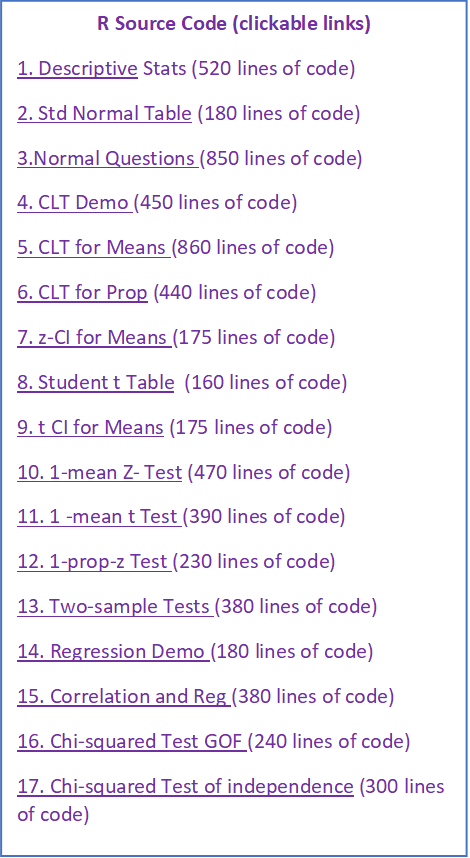 R Source Code (clickable links)
1. Descriptive Stats (520 lines of code)
2. Std Normal Table (180 lines of code)
3.Normal Questions (850 lines of code)
4. CLT Demo (450 lines of code)
5. CLT for Means (860 lines of code)
6. CLT for Prop (440 lines of code)
7. z-CI for Means (175 lines of code)
8. Student t Table  (160 lines of code)
9. t CI for Means (175 lines of code)
10. 1-mean Z- Test (470 lines of code)
11. 1 -mean t Test (390 lines of code)
12. 1-prop-z Test (230 lines of code)
13. Two-sample Tests (380 lines of code)
14. Regression Demo (180 lines of code)
15. Correlation and Reg (380 lines of code)
16. Chi-squared Test GOF (240 lines of code)
17. Chi-squared Test of independence (300 lines
of code)